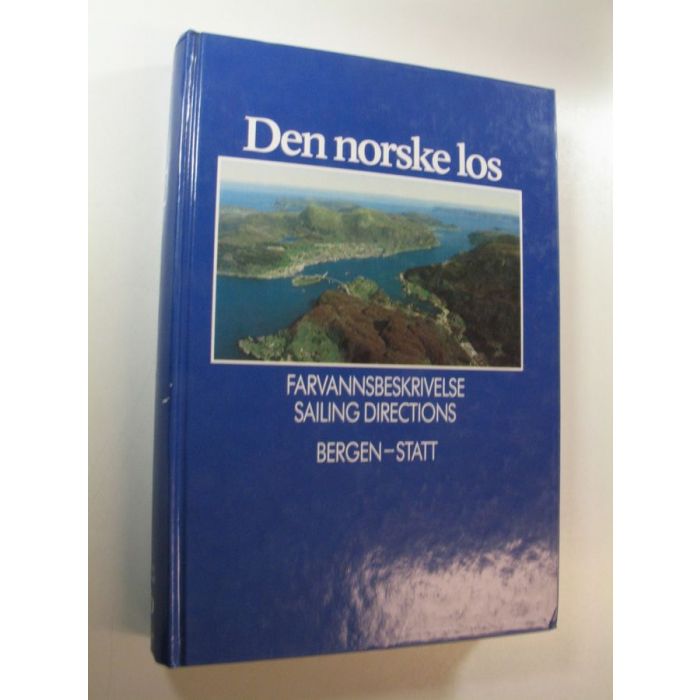 Den norske los
FARVANNSBESKRIVELSE
SAILING DIRECTIONS
BERGEN–STATT